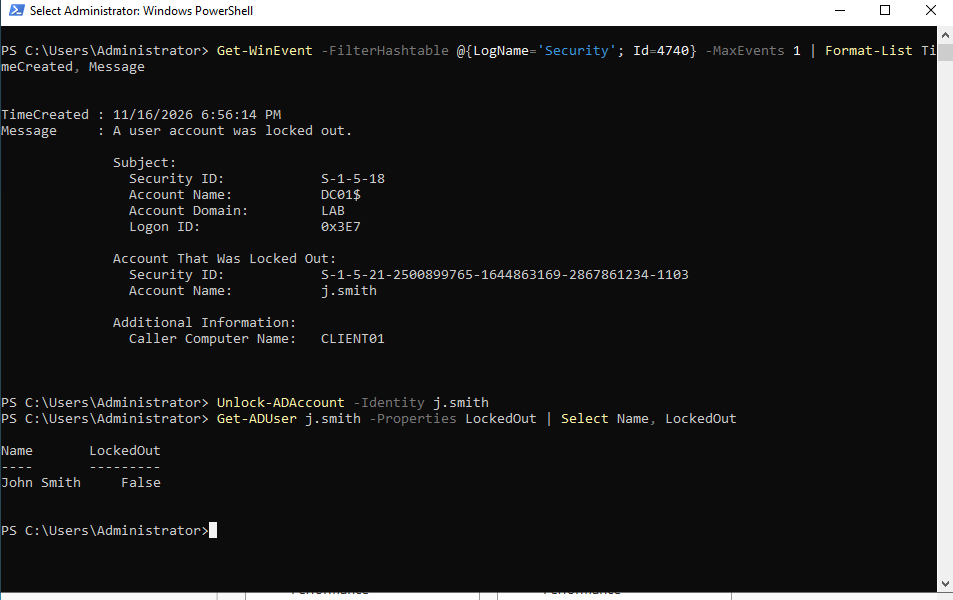 Select Administrator: Windows PowerShell
PS C:\Users\Administrator> Get-WinEvent -FilterHashtable @{LogName='Security'; Id=4740} -MaxEvents 1 | Format-List Ti
meCreated, Message
TimeCreated : 11/16/2026 6:56:14 PM
Message     : A user account was locked out.
Subject:
Security ID: S-1-5-18
Account Name: DC01$
Account Domain: LAB
Logon ID: 0x3E7
Account That Was Locked Out:
Security ID: S-1-5-21-2500899765-1644863169-2867861234-1103
Account Name: j.smith
Additional Information:
Caller Computer Name: CLIENT01
PS C:\Users\Administrator> Unlock-ADAccount -Identity j.smith
PS C:\Users\Administrator> Get-ADUser j.smith -Properties LockedOut | Select Name, LockedOut
Name       LockedOut
----       ---------
John Smith     False
PS C:\Users\Administrator>